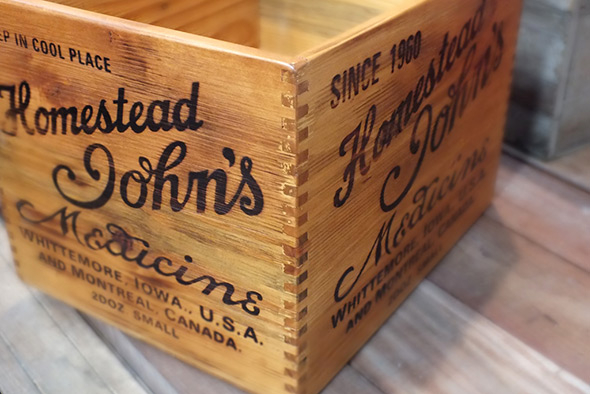 EP IN COOL PLACE
Homestead
John's
Medicine
WHITTEMORE, IOWA., U.S.A.
AND MONTREAL, CANADA.
20OZ SMALL
SINCE 1960
Homestead
John's
Medicine
WHITTEMORE, IOWA, U.S.A.
AND MONTREAL, CANADA.